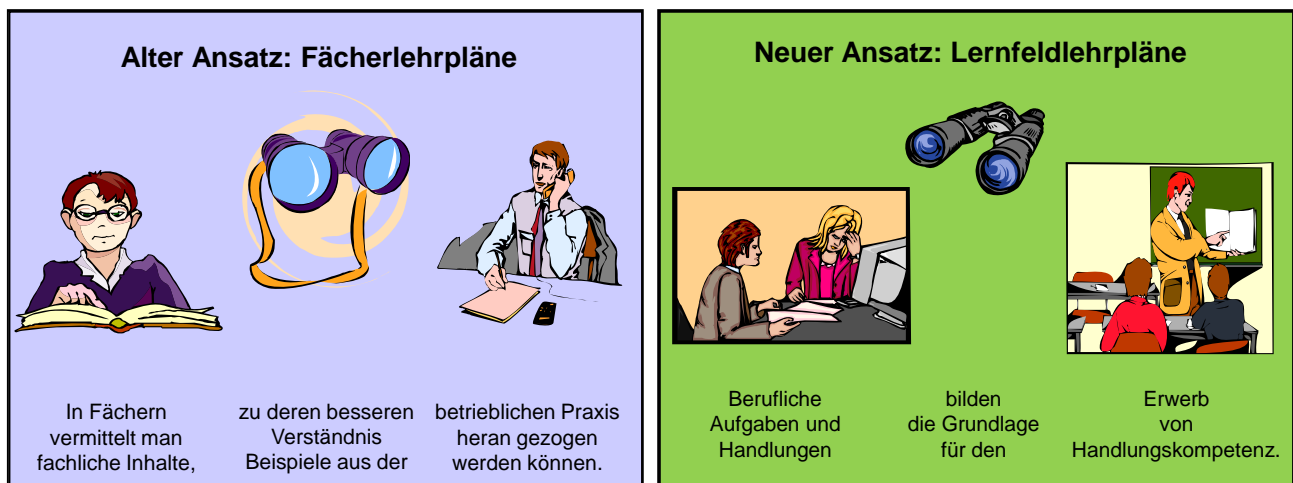 Alter Ansatz: Fächerlehrpläne
In Fächern
vermittelt man
fachliche Inhalte,
zu deren besseren
Verständnis
Beispiele aus der
betrieblichen Praxis
heran gezogen
werden können.
Neuer Ansatz: Lernfeldlehrpläne
Berufliche
Aufgaben und
Handlungen
bilden
die Grundlage
für den
Erwerb
von
Handlungskompetenz.